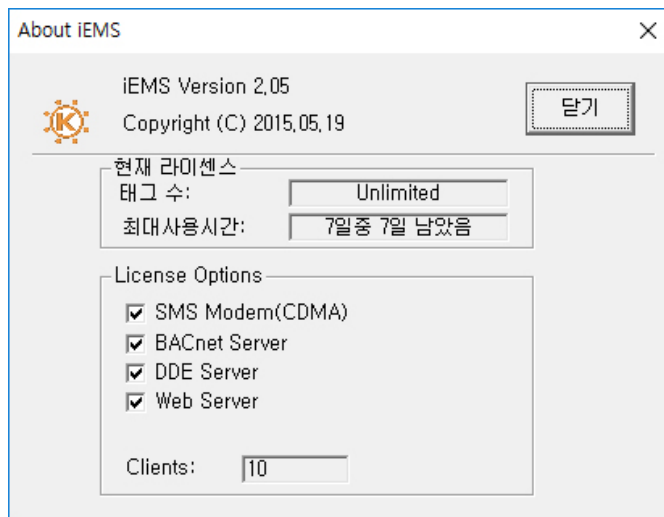 About iEMS
iEMS Version 2,05
Copyright (C) 2015,05,19
닫기
현재 라이센스
태그 수: Unlimited
최대사용시간: 7일중 7일 남았음
License Options
SMS Modem(CDMA)
BACnet Server
DDE Server
Web Server
Clients: 10